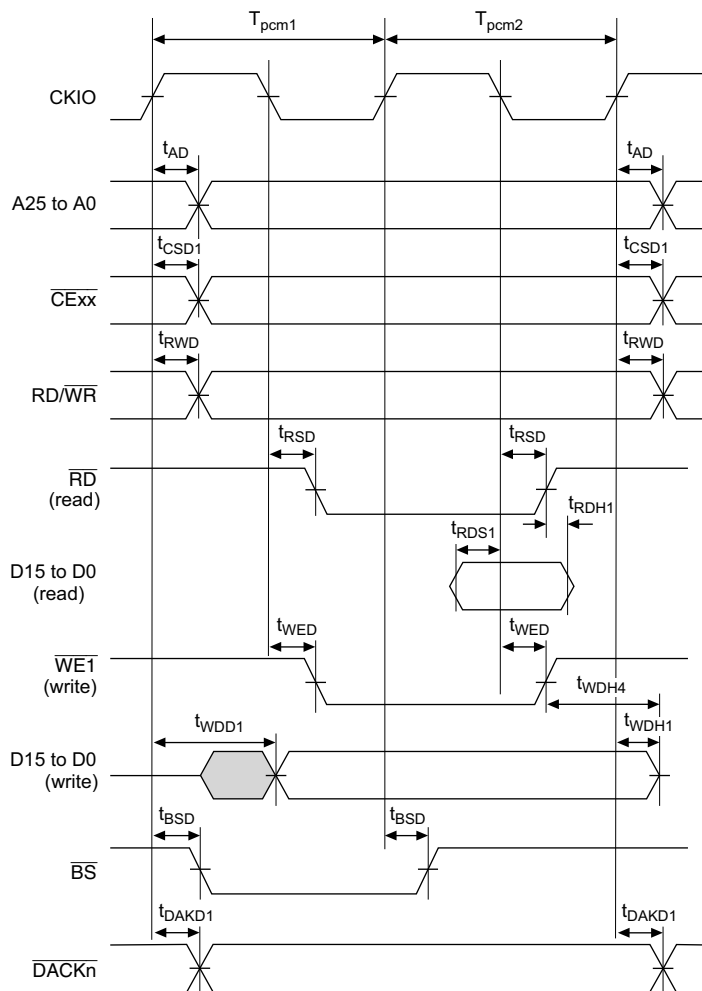 Tpcm1 Tpcm2
CKIO
tAD tAD
A25 to A0
tCSD1 tCSD1
CExx
tRWD tRWD
RD/WR
tRSD tRSD
RD
(read)
tRDH1
tRDS1
D15 to D0
(read)
tWED tWED
WE1
(write)
tWDH4
tWDD1 tWDH1
D15 to D0
(write)
tBSD tBSD
BS
tDAKD1 tDAKD1
DACKn